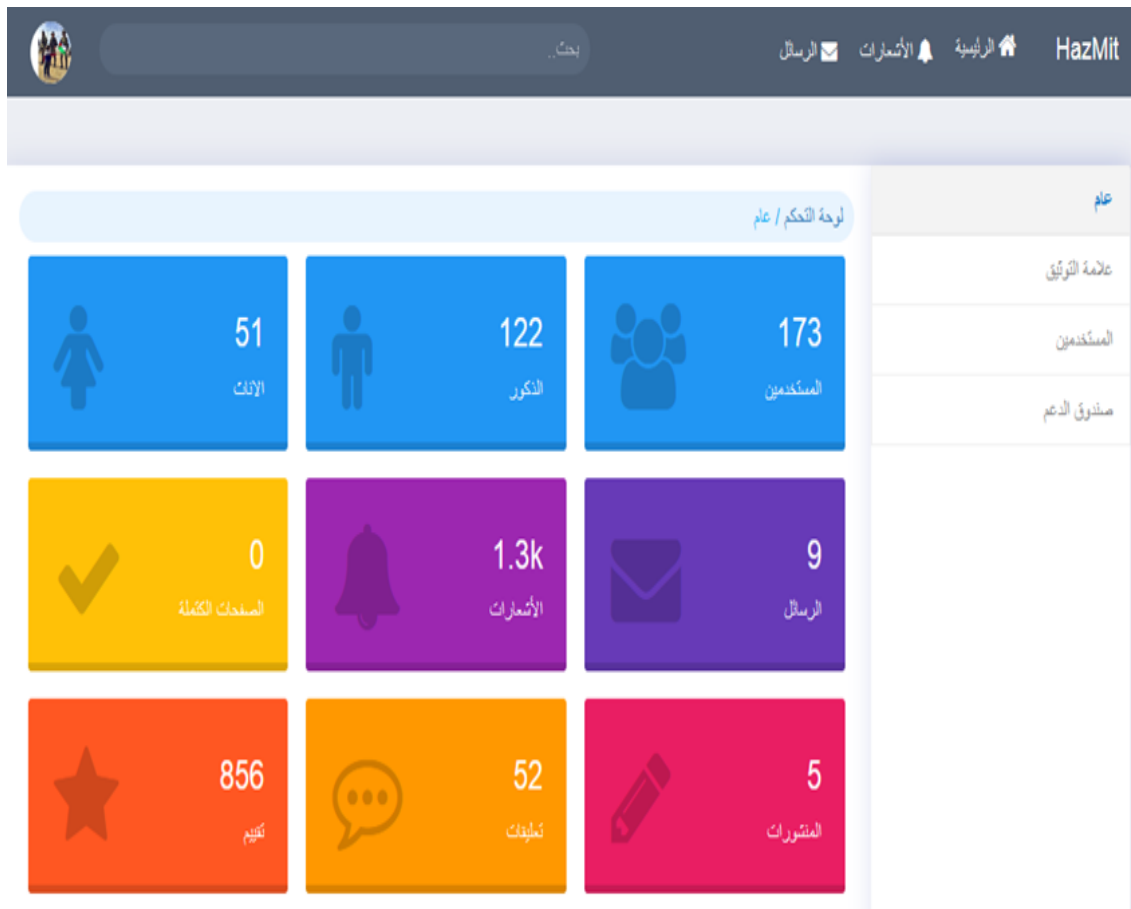 HazMit
الرئيسية
الأشعارات
الرسائل
بحث..
عام
علامة التوثيق
المستخدمين
صندوق الدعم
لوحة التحكم / عام
173
المستخدمين
122
الذكور
51
الاناث
9
الرسائل
1.3k
الأشعارات
0
الصفحات الكتملة
5
المنشورات
52
تعليقات
856
تقييم